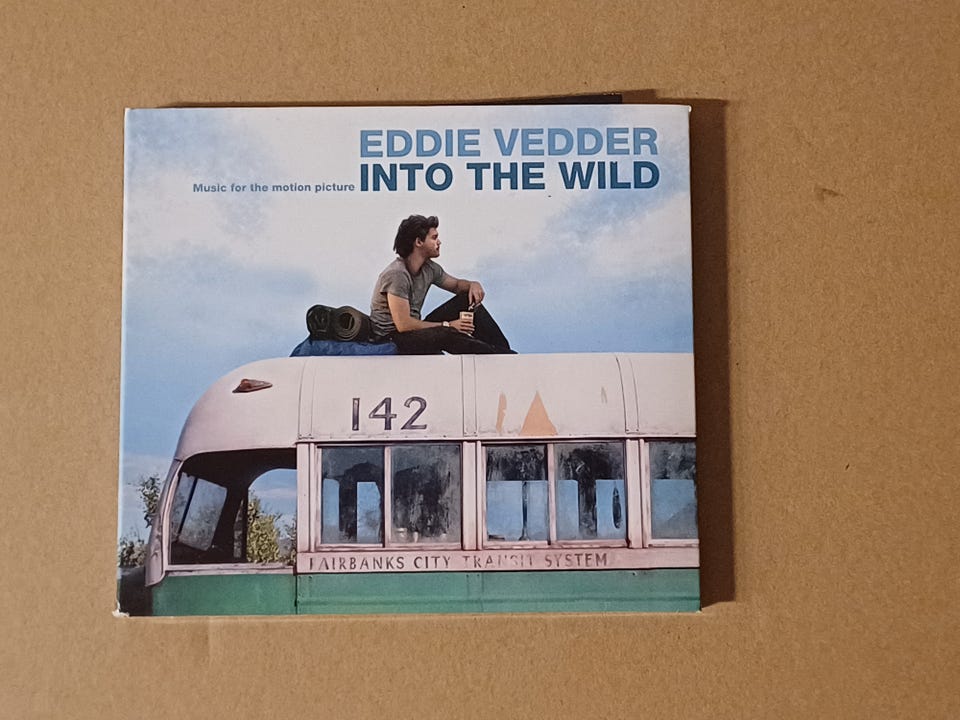 EDDIE VEDDER
Music for the motion picture INTO THE WILD
142
FAIRBANKS CITY TRANSIT SYSTEM